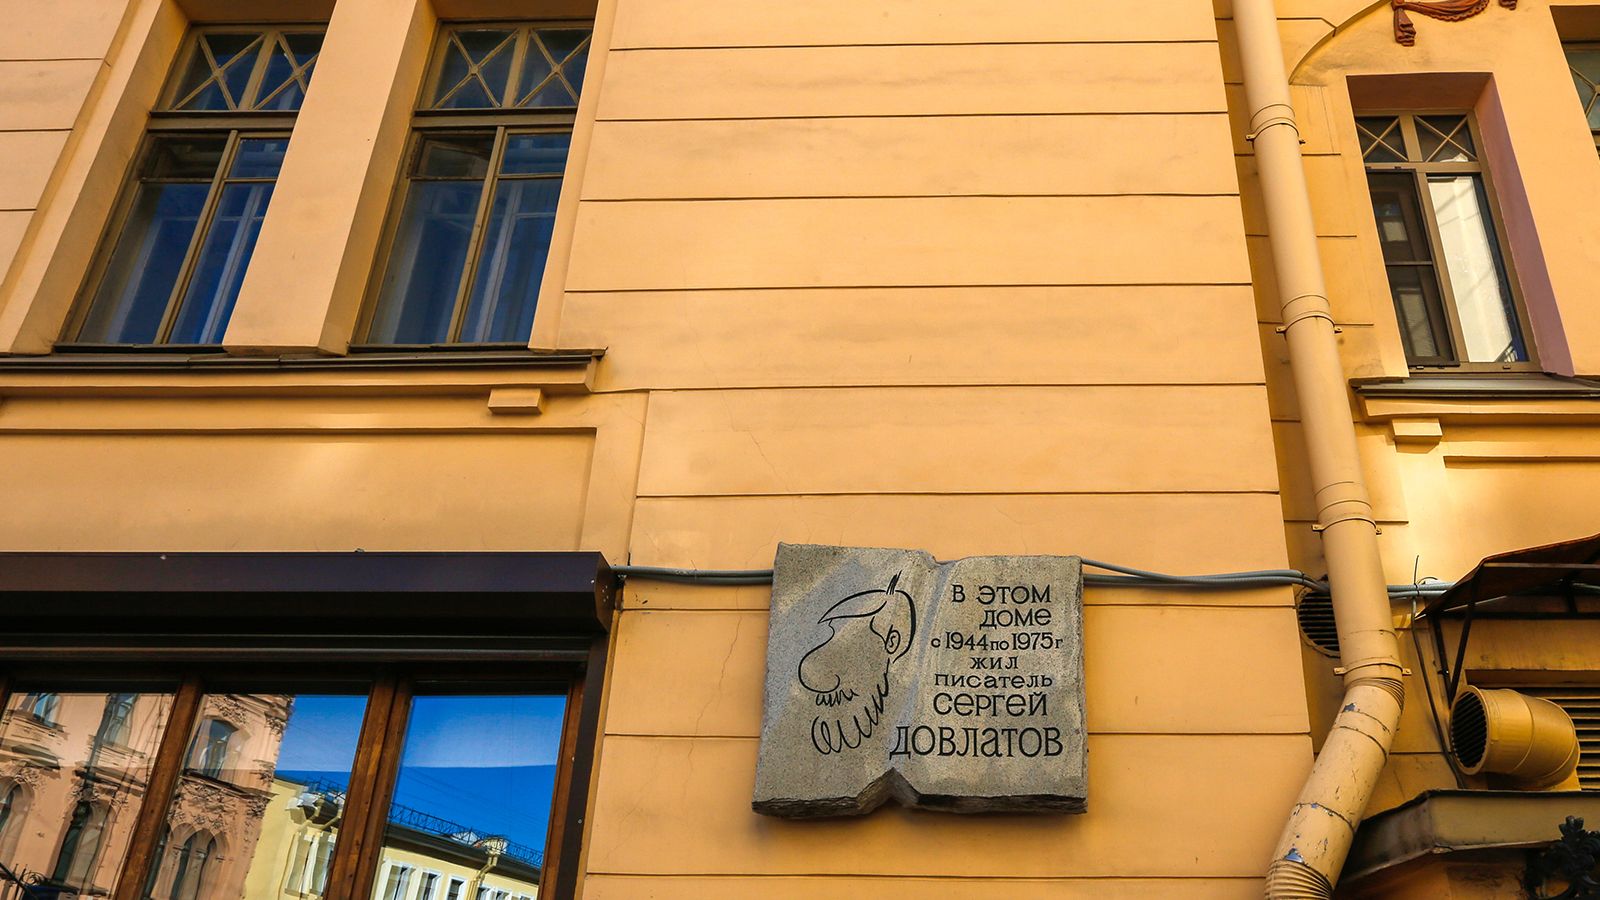 В ЭТОМ
ДОМЕ
с 1944 по 1975 г
ЖИЛ
ПИСАТЕЛЬ
СЕРГЕЙ
ДОВЛАТОВ